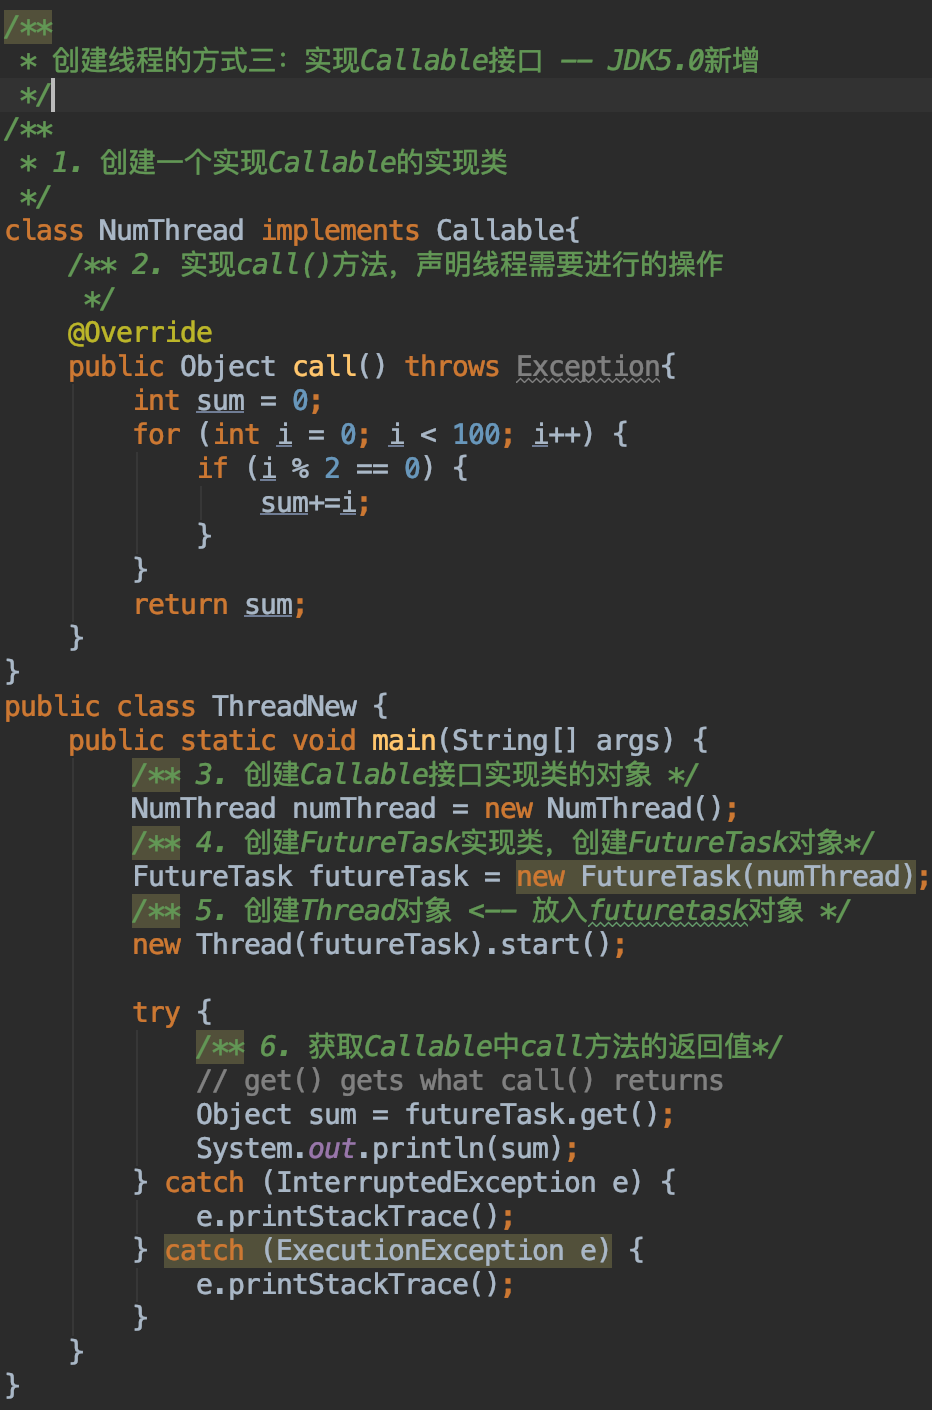 /**
 * 创建线程的方式三：实现Callable接口 -- JDK5.0新增
 */
/**
 * 1. 创建一个实现Callable的实现类
 */
class NumThread implements Callable{
    /** 2. 实现call()方法，声明线程需要进行的操作
     */
    @Override
    public Object call() throws Exception{
        int sum = 0;
        for (int i = 0; i < 100; i++) {
            if (i % 2 == 0) {
                sum+=i;
            }
        }
        return sum;
    }
}
public class ThreadNew {
    public static void main(String[] args) {
        /** 3. 创建Callable接口实现类的对象 */
        NumThread numThread = new NumThread();
        /** 4. 创建FutureTask实现类，创建FutureTask对象*/
        FutureTask futureTask = new FutureTask(numThread);
        /** 5. 创建Thread对象 <-- 放入futuretask对象 */
        new Thread(futureTask).start();

        try {
            /** 6. 获取Callable中call方法的返回值*/
            // get() gets what call() returns
            Object sum = futureTask.get();
            System.out.println(sum);
        } catch (InterruptedException e) {
            e.printStackTrace();
        } catch (ExecutionException e) {
            e.printStackTrace();
        }
    }
}